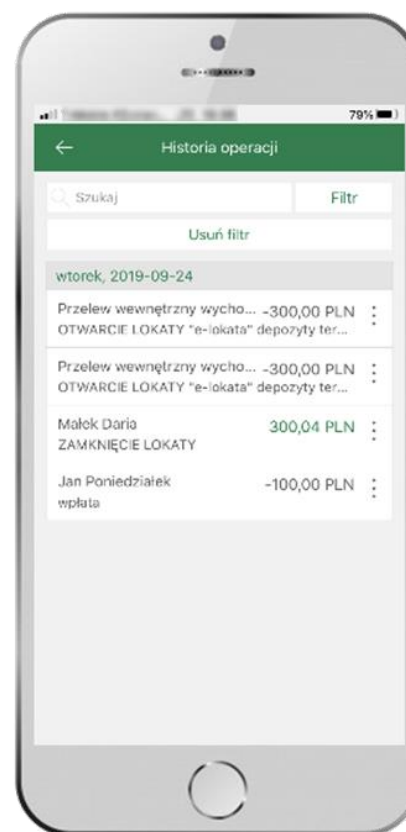 79%
Historia operacji
Szukaj
Filtr
Usuń filtr
wtorek, 2019-09-24
Przelew wewnętrzny wycho... -300,00 PLN
OTWARCIE LOKATY "e-lokata" depozyty ter...
Przelew wewnętrzny wycho... -300,00 PLN
OTWARCIE LOKATY "e-lokata" depozyty ter...
Małek Daria 300,04 PLN
ZAMKNIĘCIE LOKATY
Jan Poniedziałek -100,00 PLN
wpłata